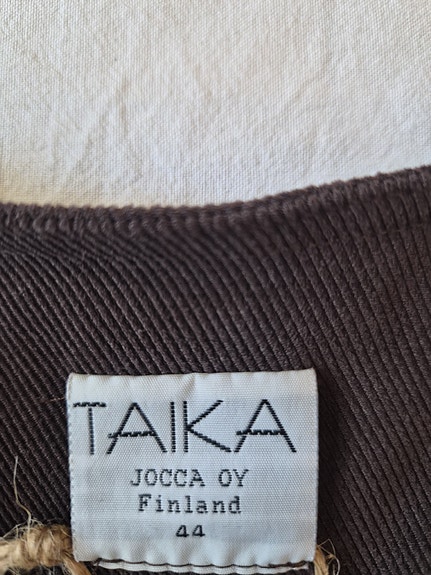 TAIKA
JOCCA OY
Finland
44